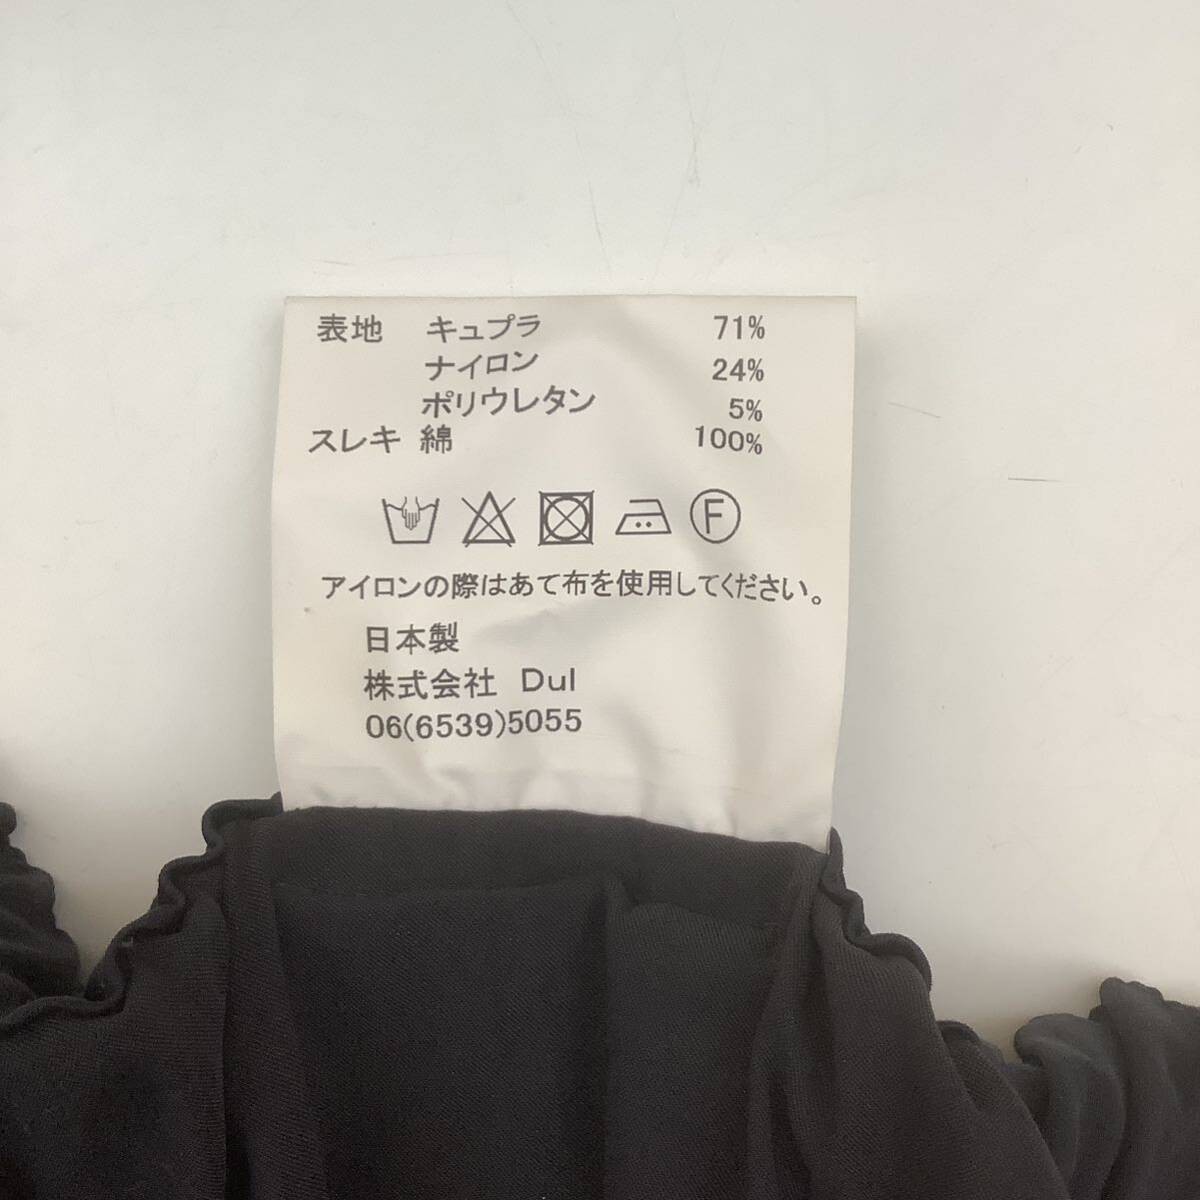 表地 キュプラ 71%
ナイロン 24%
ポリウレタン 5%
スレキ 綿 100%
F
アイロンの際はあて布を使用してください。
日本製
株式会社 Dul
06(6539)5055